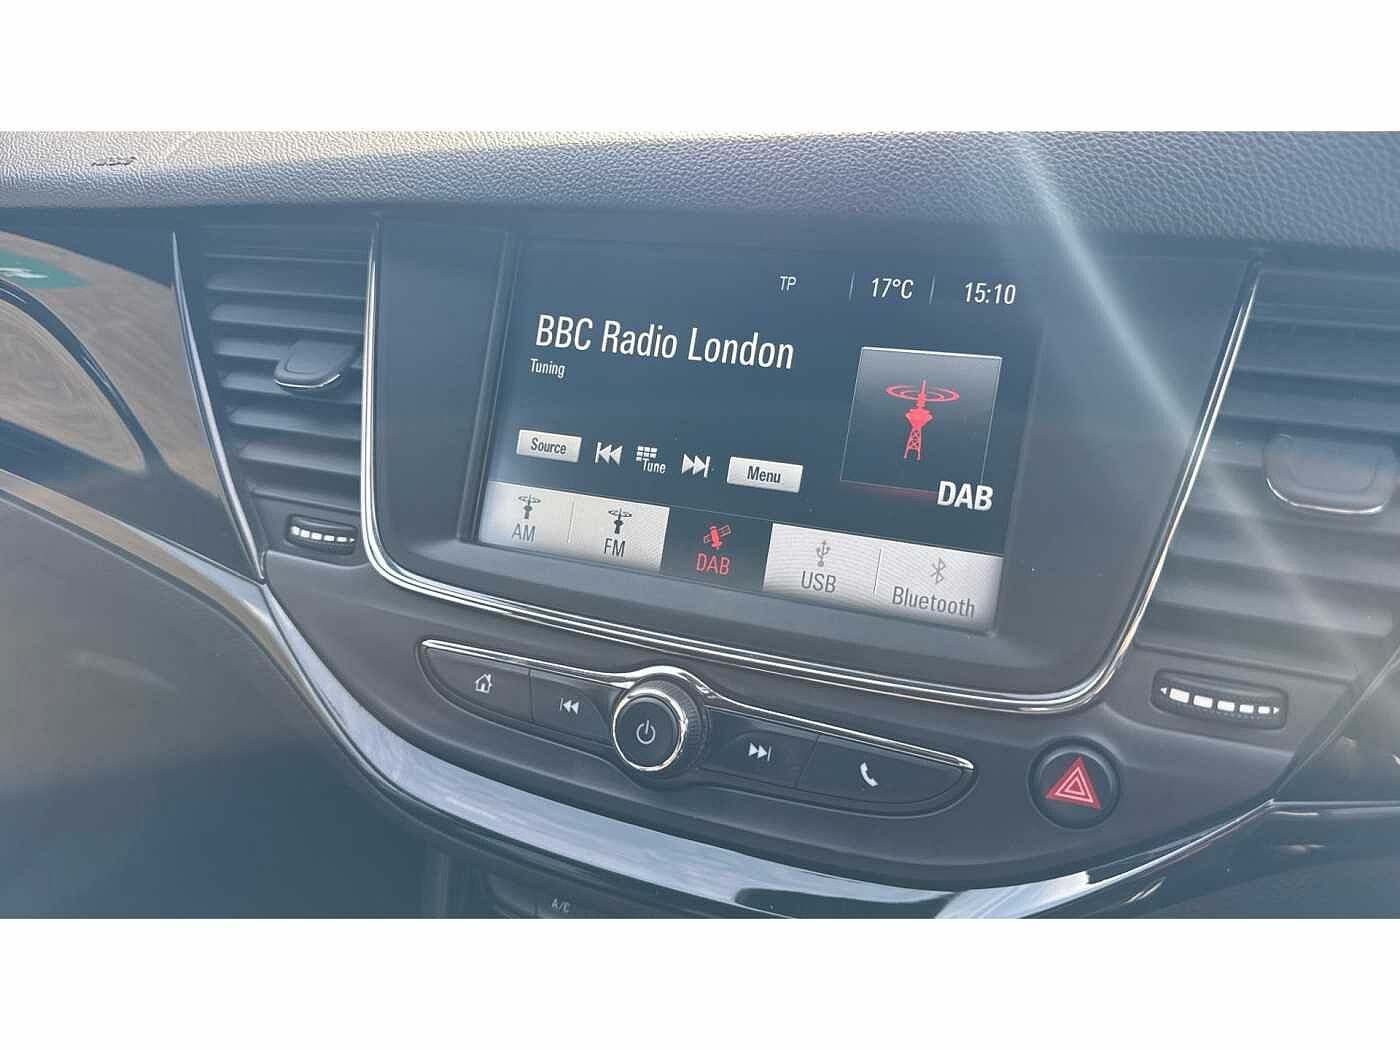 TP 17°C 15:10
BBC Radio London
Tuning
Source Tune Menu
DAB
AM FM DAB USB Bluetooth
A/C